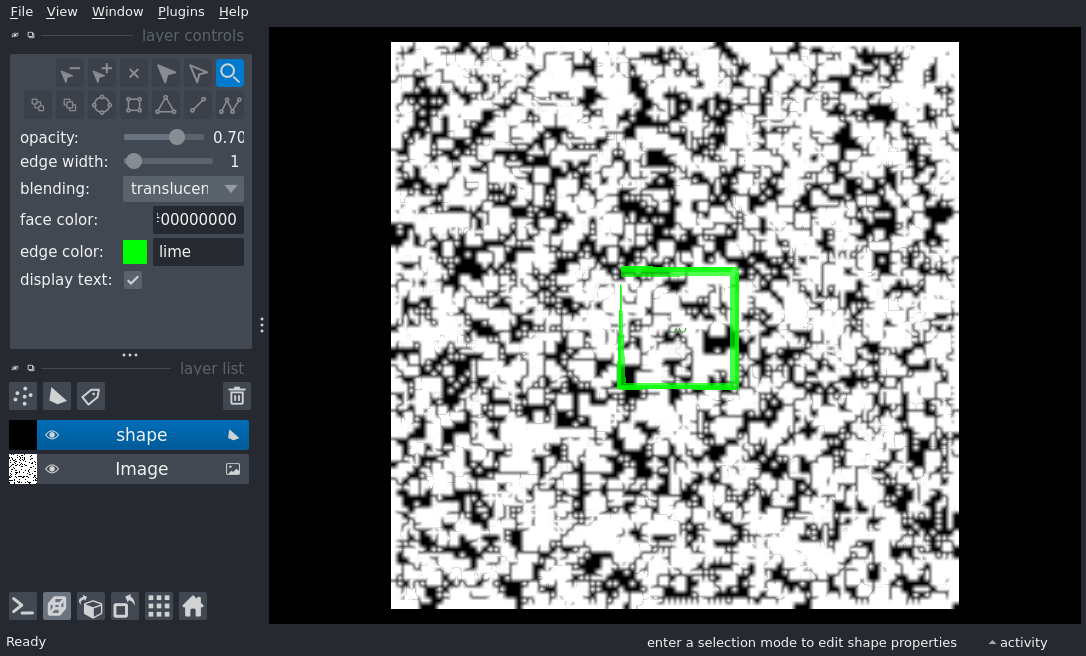 File View Window Plugins Help
layer controls
opacity: 0.70
edge width: 1
blending: translucen
face color: 00000000
edge color: lime
display text:
layer list
shape
Image
Ready enter a selection mode to edit shape properties activity